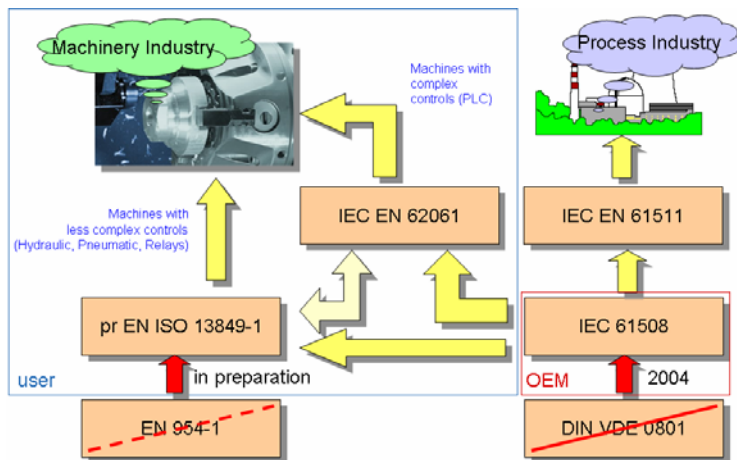 Machinery Industry
Process Industry
Machines with
complex
controls (PLC)
IEC EN 62061
IEC EN 61511
Machines with
less complex controls
(Hydraulic, Pneumatic, Relays)
pr EN ISO 13849-1
IEC 61508
user
in preparation
OEM
2004
EN 954-1
DIN VDE 0801